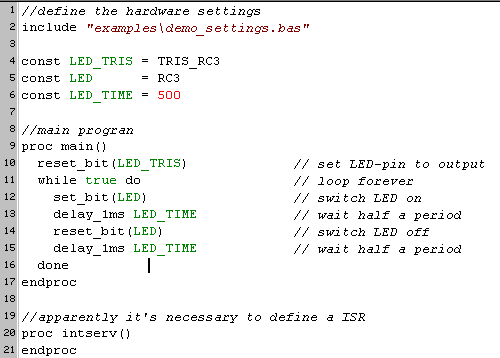 1 //define the hardware settings
2 include "examples\demo_settings.bas"
3
4 const LED_TRIS = TRIS_RC3
5 const LED      = RC3
6 const LED_TIME = 500
7
8 //main progran
9 proc main()
10   reset_bit(LED_TRIS)              // set LED-pin to output
11   while true do                    // loop forever
12     set_bit(LED)                   // switch LED on
13     delay_1ms LED_TIME             // wait half a period
14     reset_bit(LED)                 // switch LED off
15     delay_1ms LED_TIME             // wait half a period
16   done
17 endproc
18
19 //apparently it's necessary to define a ISR
20 proc intserv()
21 endproc